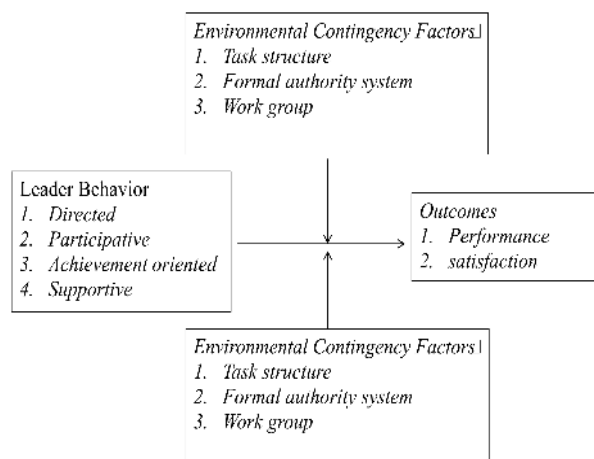 Environmental Contingency Factors
1. Task structure
2. Formal authority system
3. Work group
Leader Behavior
1. Directed
2. Participative
3. Achievement oriented
4. Supportive
Outcomes
1. Performance
2. satisfaction
Environmental Contingency Factors
1. Task structure
2. Formal authority system
3. Work group